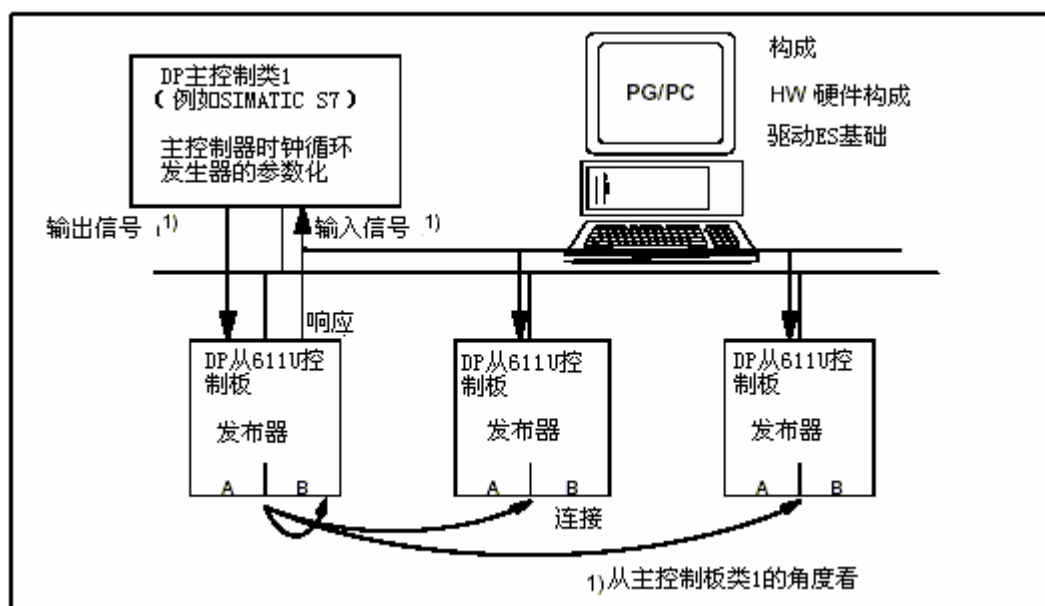 DP主控制类1
(例如SIMATIC S7)
主控制器时钟循环
发生器的参数化
PG/PC
构成
HW 硬件构成
驱动ES基础
输出信号 1)
输入信号 1)
响应
DP从611U控
制板
发布器
A B
DP从611U控
制板
发布器
A B
DP从611U控
制板
发布器
A B
连接
1)从主控制板类1的角度看